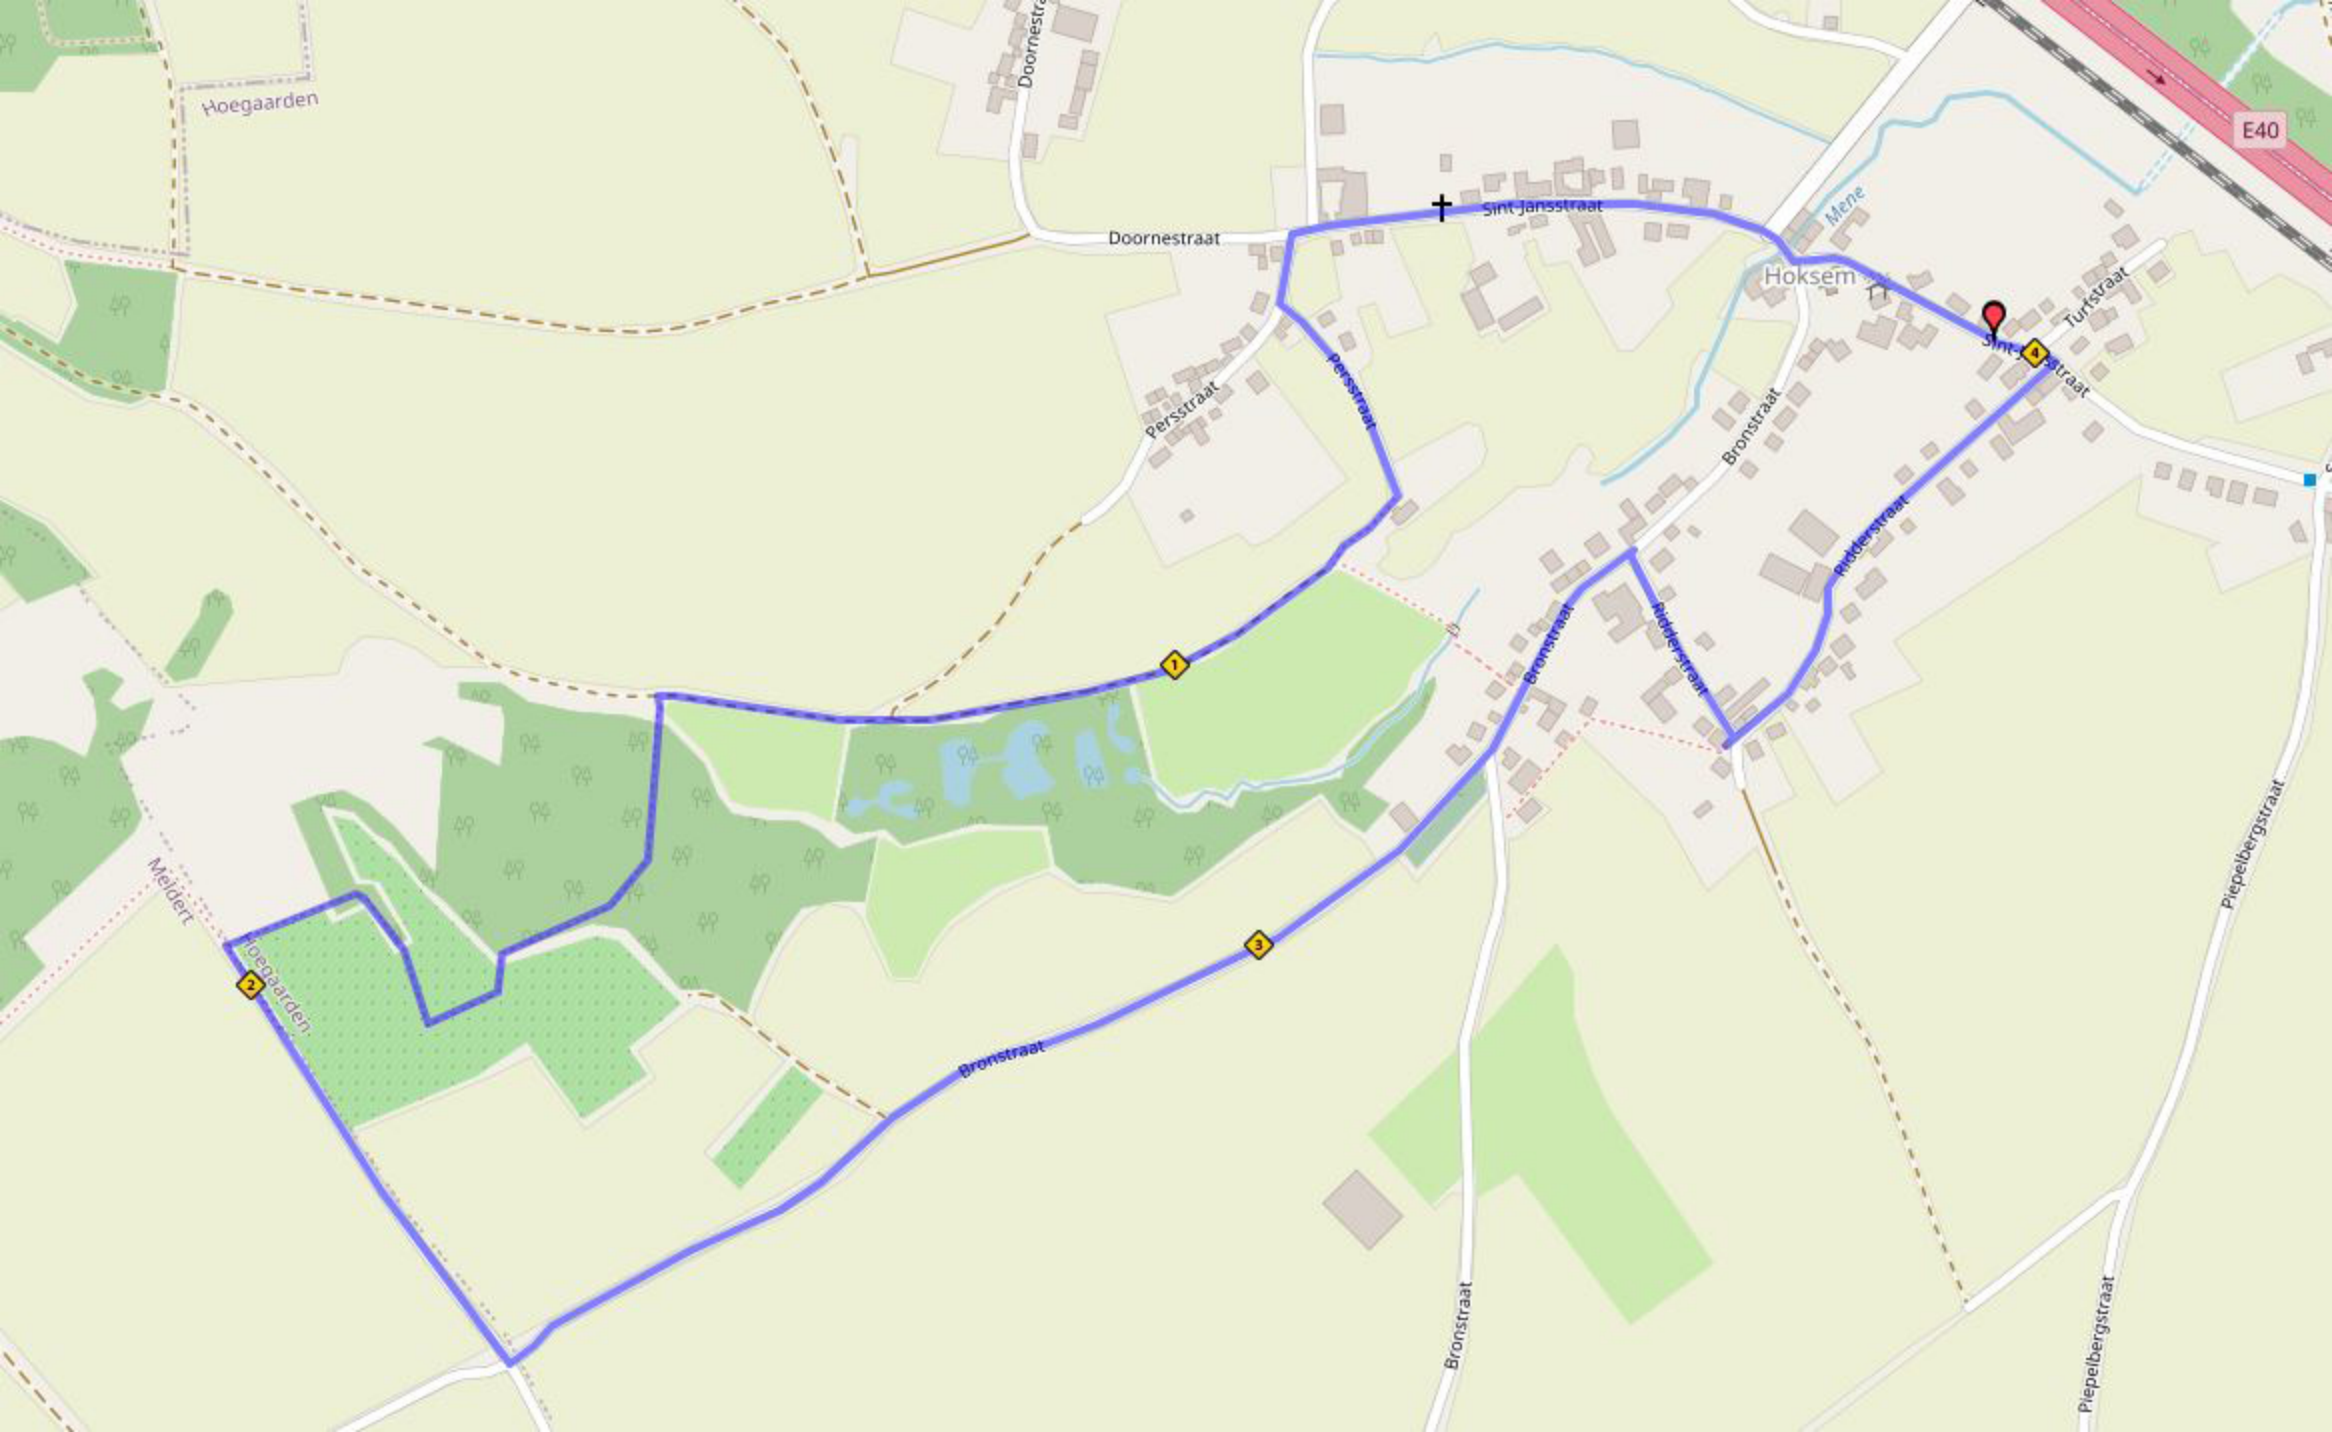 Doornestra
Hoegaarden
E40
Sint-Jansstraat
Mene
Doornestraat
Hoksem
Turfstraat
Persstraat
Persstraat
4
Bronstraat
Ridderstraat
Bronstraat
Ridderstraat
1
Meldert
Hoegaarden
2
3
Bronstraat
Piepelbergstraat
Bronstraat
Piepelbergstraat